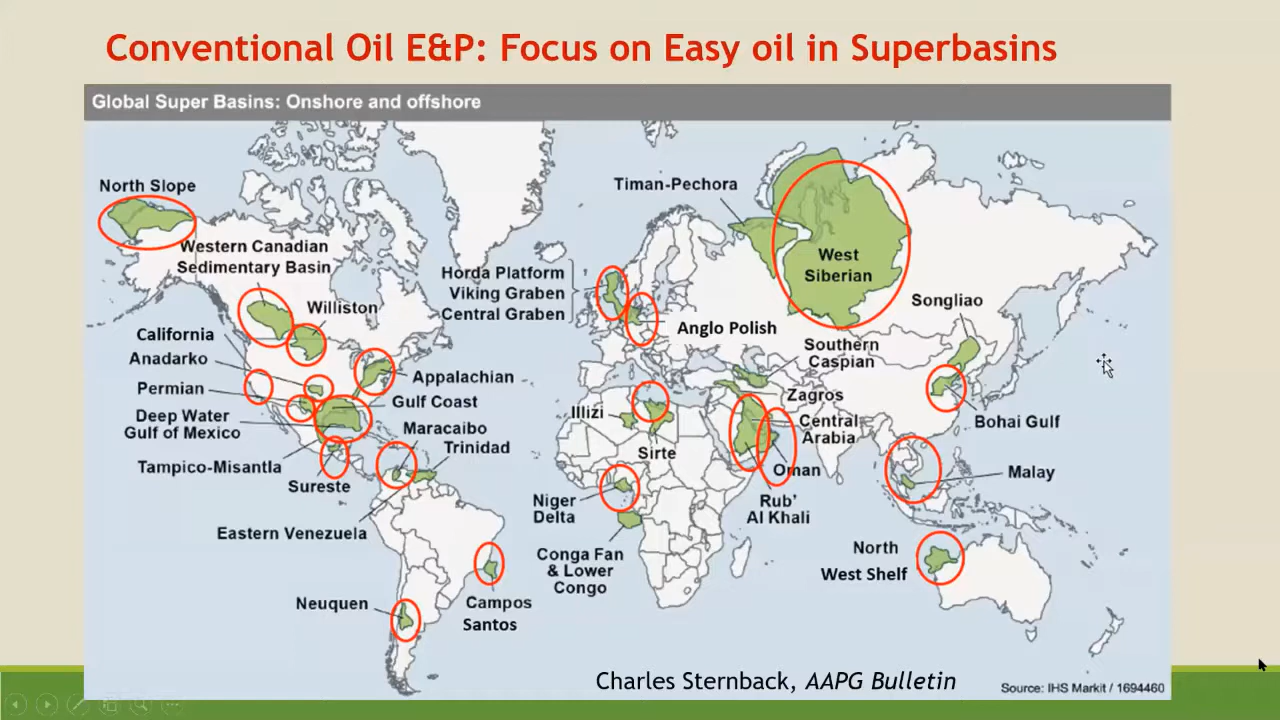 Conventional Oil E&P: Focus on Easy oil in Superbasins
Global Super Basins: Onshore and offshore
North Slope
Western Canadian
Sedimentary Basin
Williston
California
Anadarko
Permian
Deep Water
Gulf of Mexico
Tampico-Misantla
Sureste
Appalachian
Gulf Coast
Maracaibo
Trinidad
Eastern Venezuela
Neuquen
Campos
Santos
Timan-Pechora
Horda Platform
Viking Graben
Central Graben
Anglo Polish
West
Siberian
Songliao
Southern
Caspian
Zagros
Illizi
Sirte
Central
Arabia
Oman
Rub’
Al Khali
Niger
Delta
Conga Fan
& Lower
Congo
Bohai Gulf
Malay
North
West Shelf
Charles Sternback, AAPG Bulletin
Source: IHS Markit / 1694460